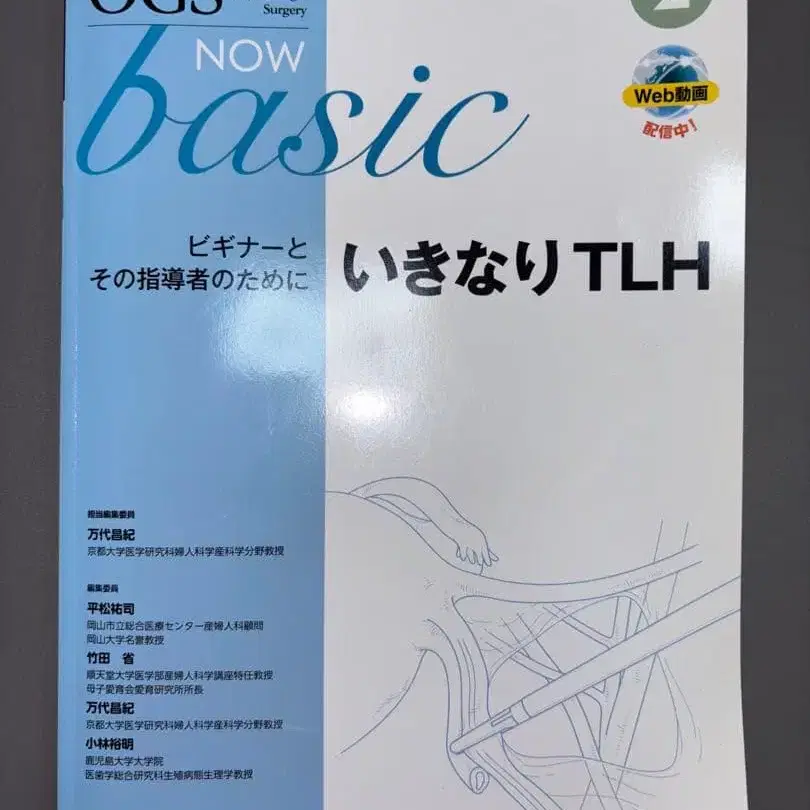 OGS
Surgery
NOW
basic
2
Web動画
配信中!
ビギナーと
その指導者のために
いきなりTLH
担当編集委員
万代昌紀
京都大学医学研究科婦人科学産科学分野教授
編集委員
平松祐司
岡山市立総合医療センター産婦人科顧問
岡山大学名誉教授
竹田 省
順天堂大学医学部産婦人科学講座特任教授
母子愛育会愛育研究所所長
万代昌紀
京都大学医学研究科婦人科学産科学分野教授
小林裕明
鹿児島大学大学院
医歯学総合研究科生殖病態生理学教授